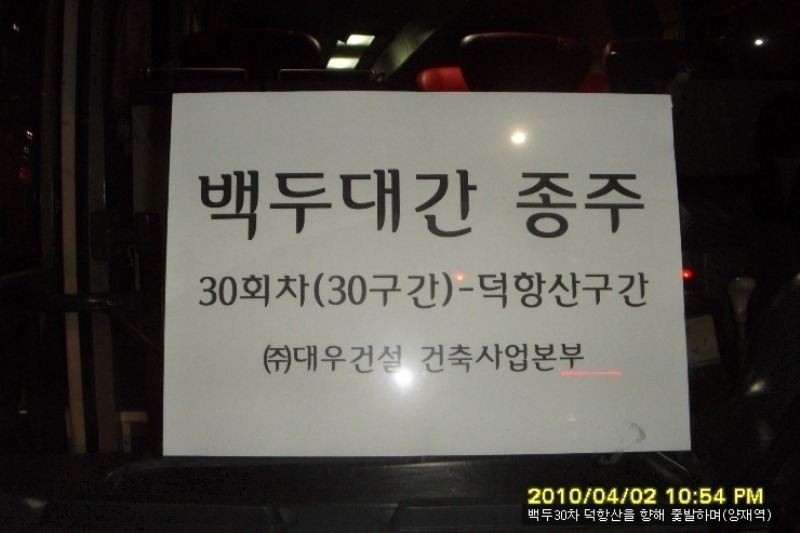 백두대간 종주
30회차(30구간)-덕항산구간
㈜대우건설 건축사업본부
2010/04/02 10:54 PM
백두30차 덕항산을 향해 춫발하며(양재역)